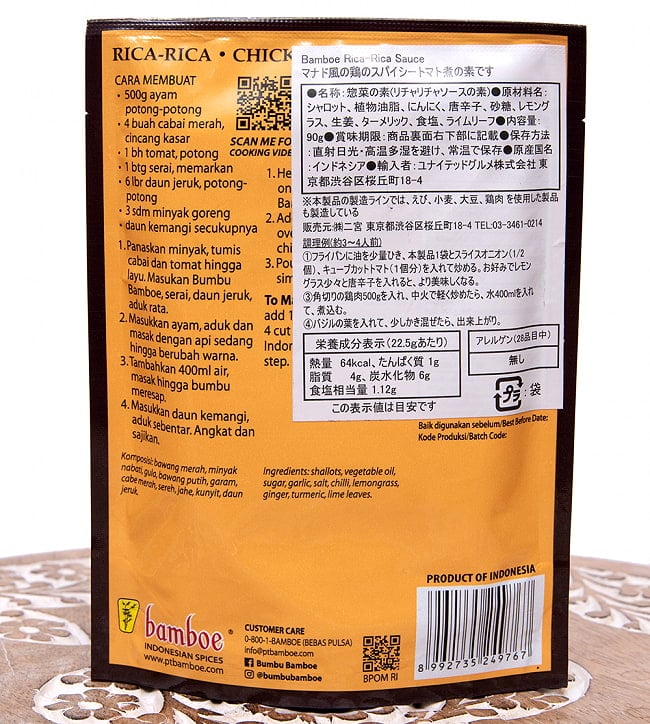 RICA-RICA • CHICK
CARA MEMBUAT
• 500g ayam
potong-potong
• 4 buah cabai merah,
cincang kasar
• 1 bh tomat, potong
• 1 btg serai, memarkan
• 6 lbr daun jeruk, potong-
potong
• 3 sdm minyak goreng
• daun kemangi secukupnya
1. Panaskan minyak, tumis
cabai dan tomat hingga
layu. Masukan Bumbu
Bamboe, serai, daun jeruk,
aduk rata.
2. Masukkan ayam, aduk dan
masak dengan api sedang
hingga berubah warna.
3. Tambahkan 400ml air,
masak hingga bumbu
meresap.
4. Masukkan daun kemangi,
aduk sebentar. Angkat dan
sajikan.
SCAN ME FO
COOKING VIDE
1. He
on
Ba
2. Ad
ove
chi
3. Pou
sim
To Ma
add 1
4 cut
Indon
step.
Bamboe Rica-Rica Sauce
マナド風の鶏のスパイシートマト煮の素です
●名称:惣菜の素(リチャリチャソースの素)●原材料名:
シャロット、植物油脂、にんにく、唐辛子、砂糖、レモング
ラス、生姜、ターメリック、食塩、ライムリーフ●内容量:
90g●賞味期限:商品裏面右下部に記載●保存方法
:直射日光・高温多湿を避け、常温で保存●原産国名
:インドネシア●輸入者:ユナイテッドグルメ株式会社 東
京都渋谷区桜丘町18-4
※本製品の製造ラインでは、えび、小麦、大豆、鶏肉 を使用した製品
も製造している
販売元:㈱二宮 東京都渋谷区桜丘町18-4 TEL:03-3461-0214
調理例(約3~4人前)
①フライパンに油を少量ひき、本製品1袋とスライスオニオン(1/2
個)、キューブカットトマト(1個分)を入れて炒める。お好みでレモン
グラス少々と唐辛子を入れると、より美味しくなる。
③角切りの鶏肉500gを入れ、中火で軽く炒めたら、水400mlを入れ
て、煮込む。
④バジルの葉を入れて、少しかき混ぜたら、出来上がり。
栄養成分表示(22.5gあたり)
熱量 64kcal、たんぱく質 1g
脂質 4g、炭水化物 6g
食塩相当量 1.12g
この表示値は目安です
アレルゲン(28品目中)
無し
プラ
:袋
Baik digunakan sebelum/Best Before Date:
Kode Produksi/Batch Code:
Komposisi: bawang merah, minyak
nabati, gula, bawang putih, garam,
cabe merah, sereh, jahe, kunyit, daun
jeruk.
Ingredients: shallots, vegetable oil,
sugar, garlic, salt, chilli, lemongrass,
ginger, turmeric, lime leaves.
PRODUCT OF INDONESIA
bamboe®
INDONESIAN SPICES
www.ptbamboe.com
CUSTOMER CARE
0-800-1-BAMBOE (BEBAS PULSA)
info@ptbamboe.com
Bumbu Bamboe
@bumbubamboe
BPOM RI
8 992735 249767